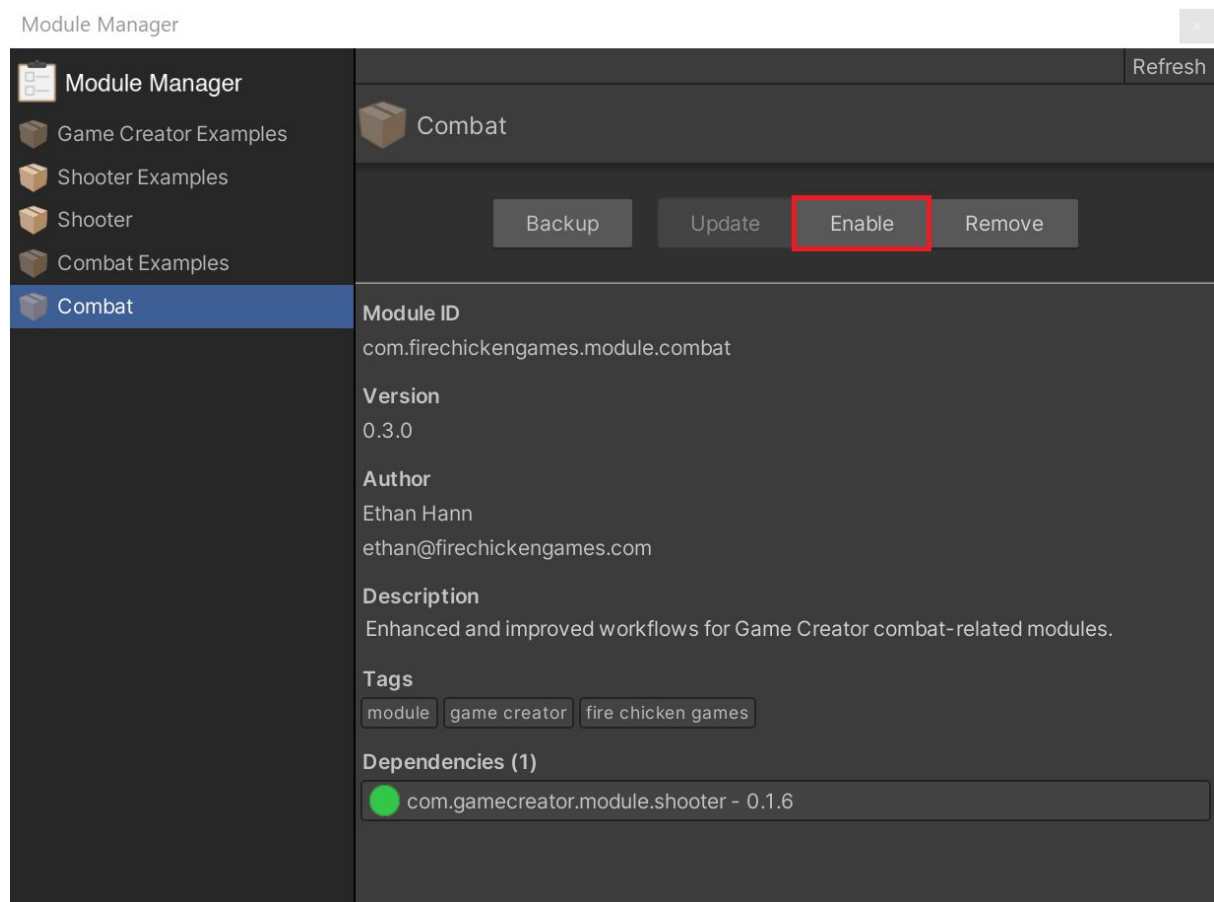 Module Manager
Module Manager
Game Creator Examples
Shooter Examples
Shooter
Combat Examples
Combat
Refresh
Combat
Backup
Update
Enable
Remove
Module ID
com.firechickengames.module.combat
Version
0.3.0
Author
Ethan Hann
ethan@firechickengames.com
Description
Enhanced and improved workflows for Game Creator combat-related modules.
Tags
module game creator fire chicken games
Dependencies (1)
com.gamecreator.module.shooter - 0.1.6